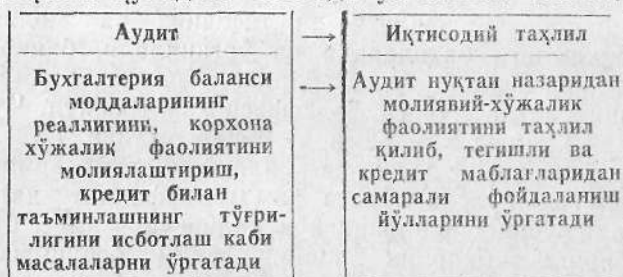 Аудит → Иқтисодий таҳлил
Бухгалтерия баланси
моддаларининг
реаллигини, корхона
хўжалик фаолиятини
молиялаштириш,
кредит билан
таъминлашнинг тўғри-
лигини исботлаш каби
масалаларни ўргатади
→
Аудит нуқтаи назаридан
молиявий-хўжалик
фаолиятини таҳлил
қилиб, тегишли ва
кредит маблағларидан
самарали фойдаланиш
йўлларини ўргатади